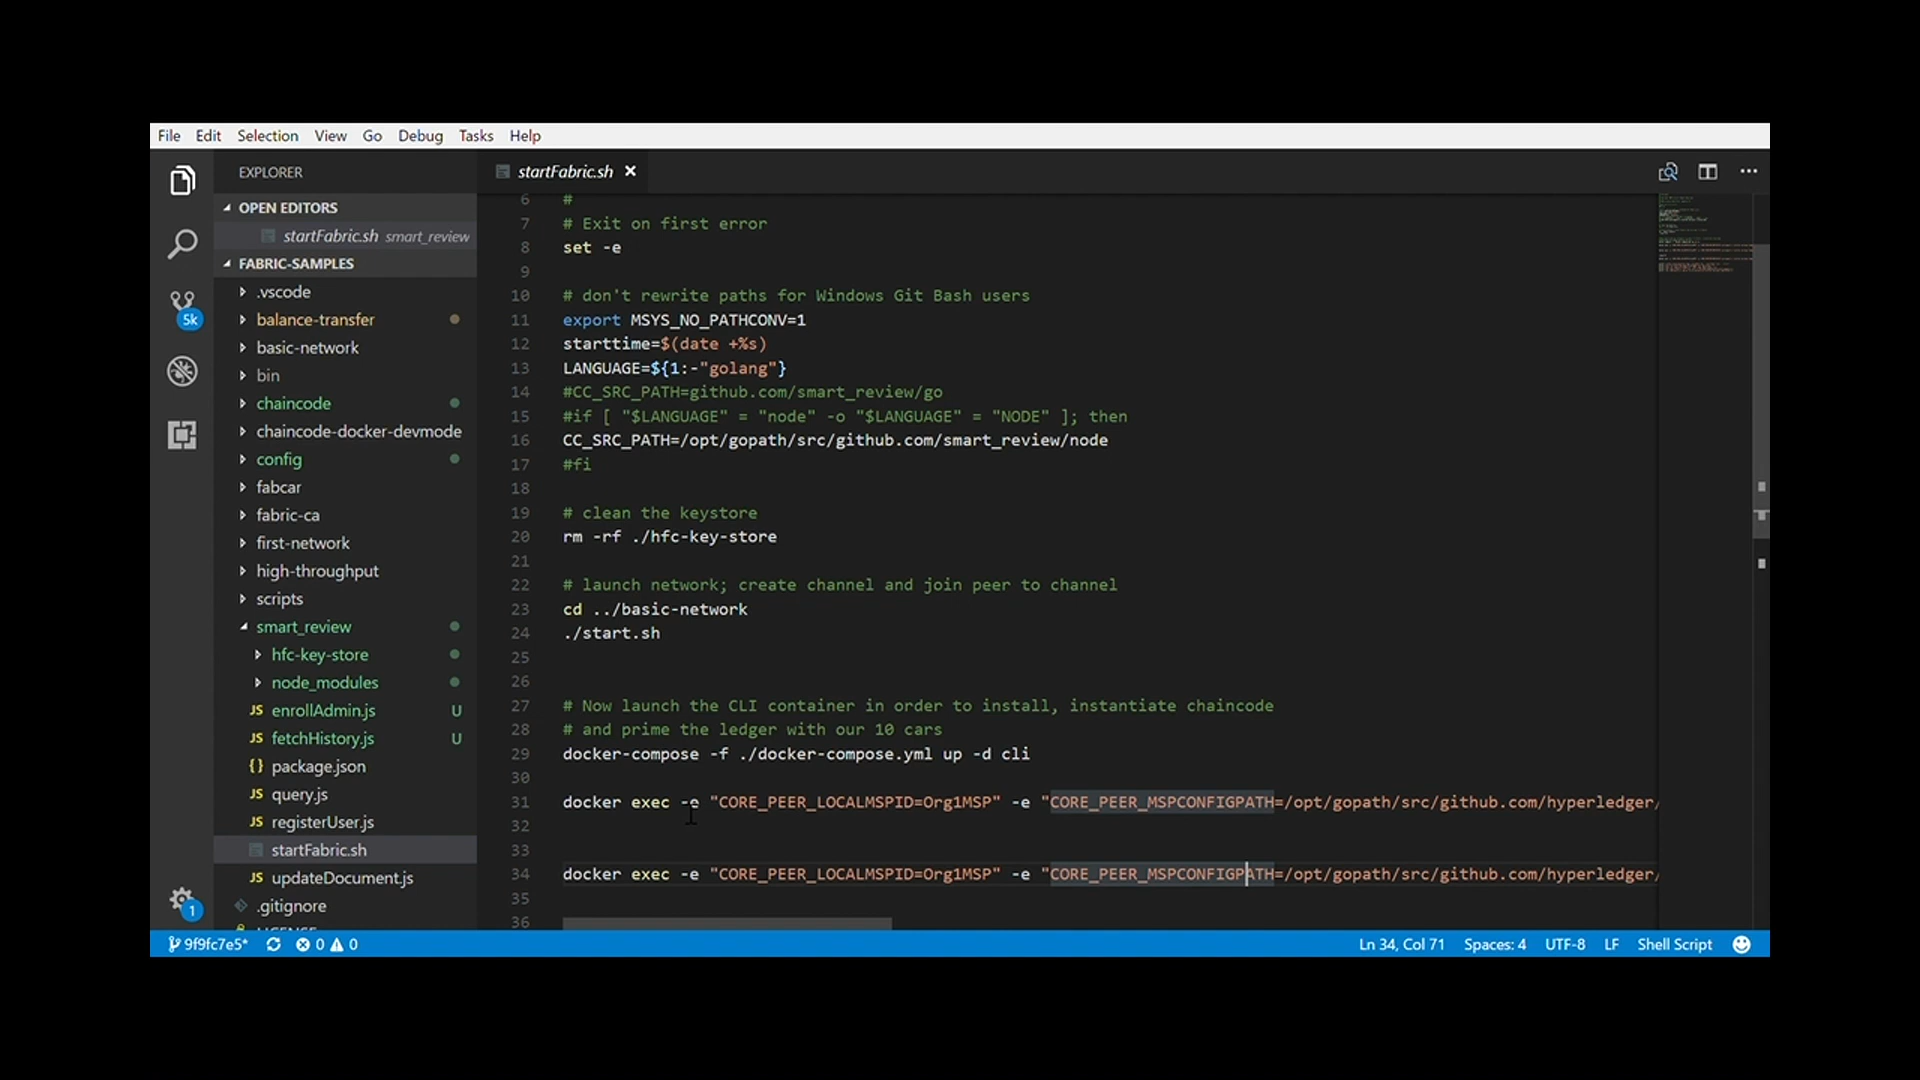 File Edit Selection View Go Debug Tasks Help
EXPLORER
OPEN EDITORS
startFabric.sh smart_review
FABRIC-SAMPLES
.vscode
balance-transfer
basic-network
bin
chaincode
chaincode-docker-devmode
config
fabcar
fabric-ca
first-network
high-throughput
scripts
smart_review
hfc-key-store
node_modules
JS enrollAdmin.js U
JS fetchHistory.js U
{} package.json
JS query.js
JS registerUser.js
startFabric.sh
JS updateDocument.js
.gitignore
5k
1
startFabric.sh
6 #
7 # Exit on first error
8 set -e
9
10 # don't rewrite paths for Windows Git Bash users
11 export MSYS_NO_PATHCONV=1
12 starttime=$(date +%s)
13 LANGUAGE=${1:-"golang"}
14 #CC_SRC_PATH=github.com/smart_review/go
15 #if [ "$LANGUAGE" = "node" -o "$LANGUAGE" = "NODE" ]; then
16 CC_SRC_PATH=/opt/gopath/src/github.com/smart_review/node
17 #fi
18
19 # clean the keystore
20 rm -rf ./hfc-key-store
21
22 # launch network; create channel and join peer to channel
23 cd ../basic-network
24 ./start.sh
25
26
27 # Now launch the CLI container in order to install, instantiate chaincode
28 # and prime the ledger with our 10 cars
29 docker-compose -f ./docker-compose.yml up -d cli
30
31 docker exec -e "CORE_PEER_LOCALMSPID=Org1MSP" -e "CORE_PEER_MSPCONFIGPATH=/opt/gopath/src/github.com/hyperledger/
32
33
34 docker exec -e "CORE_PEER_LOCALMSPID=Org1MSP" -e "CORE_PEER_MSPCONFIGPATH=/opt/gopath/src/github.com/hyperledger/
35
36
9f9fc7e5* 0 0 Ln 34, Col 71 Spaces: 4 UTF-8 LF Shell Script